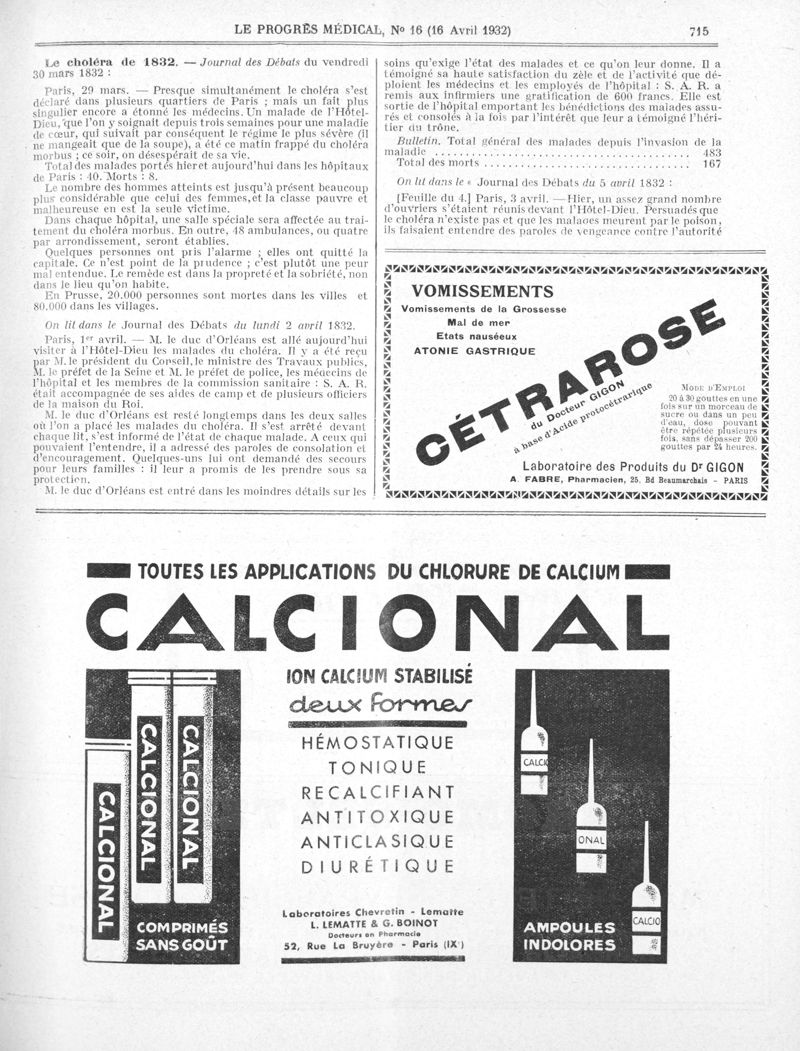 LE PROGRÈS MÉDICAL, No 16 (16 Avril 1932)
715
Le choléra de 1832. — Journal des Débats du vendredi
30 mars 1832 :
Paris, 29 mars. — Presque simultanément le choléra s'est
déclaré dans plusieurs quartiers de Paris ; mais un fait plus
singulier encore a étonné les médecins. Un malade de l'Hôtel-
Dieu, que l'on y soignait depuis trois semaines pour une maladie
de cœur, qui suivait par conséquent le régime le plus sévère (il
ne mangeait que de la soupe), a été ce matin frappé du choléra
morbus ; ce soir, on désespérait de sa vie.
Total des malades portés hier et aujourd'hui dans les hôpitaux
de Paris : 40. Morts : 8.
Le nombre des hommes atteints est jusqu'à présent beaucoup
plus considérable que celui des femmes, et la classe pauvre et
malheureuse en est la seule victime.
Dans chaque hôpital, une salle spéciale sera affectée au trai-
tement du choléra morbus. En outre, 48 ambulances, ou quatre
par arrondissement, seront établies.
Quelques personnes ont pris l'alarme ; elles ont quitté la
capitale. Ce n'est point de la prudence ; c'est plutôt une peur
mal entendue. Le remède est dans la propreté et la sobriété, non
dans le lieu qu'on habite.
En Prusse, 20.000 personnes sont mortes dans les villes et
80.000 dans les villages.
On lit dans le Journal des Débats du lundi 2 avril 1832.
Paris, 1er avril. — M. le duc d'Orléans est allé aujourd'hui
visiter à l'Hôtel-Dieu les malades du choléra. Il y a été reçu
par M. le président du Conseil, le ministre des Travaux publics,
M. le préfet de la Seine et M. le préfet de police, les médecins de
l'hôpital et les membres de la commission sanitaire : S. A. R.
était accompagnée de ses aides de camp et de plusieurs officiers
de la maison du Roi.
M. le duc d'Orléans est resté longtemps dans les deux salles
où l'on a placé les malades du choléra. Il s'est arrêté devant
chaque lit, s'est informé de l'état de chaque malade. A ceux qui
pouvaient l'entendre, il a adressé des paroles de consolation et
d'encouragement. Quelques-uns lui ont demandé des secours
pour leurs familles : il leur a promis de les prendre sous sa
protection.
M. le duc d'Orléans est entré dans les moindres détails sur les
soins qu'exige l'état des malades et ce qu'on leur donne. Il a
témoigné sa haute satisfaction du zèle et de l'activité que dé-
ploient les médecins et les employés de l'hôpital : S. A. R. a
remis aux infirmiers une gratification de 600 francs. Elle est
sortie de l'hôpital emportant les bénédictions des malades assu-
rés et consolés à la fois par l'intérêt que leur a témoigné l'héri-
tier du trône.
Bulletin. Total général des malades depuis l'invasion de la
maladie ........................................ 483
Total des morts ................................ 167
On lit dans le « Journal des Débats du 5 avril 1832 :
[Feuille du 4.] Paris, 3 avril. — Hier, un assez grand nombre
d'ouvriers s'étaient réunis devant l'Hôtel-Dieu. Persuadés que
le choléra n'existe pas et que les malades meurent par le poison,
ils faisaient entendre des paroles de vengeance contre l'autorité
VOMISSEMENTS
Vomissements de la Grossesse
Mal de mer
Etats nauséeux
ATONIE GASTRIQUE
CÉTRAROSE
du Docteur GIGON
à base d'Acide protocétrarique
MODE D'EMPLOI
20 à 30 gouttes en une
fois sur un morceau de
sucre ou dans un peu
d'eau, dose pouvant
être répétée plusieurs
fois, sans dépasser 200
gouttes par 24 heures.
Laboratoire des Produits du Dr GIGON
A. FABRE, Pharmacien, 25, Bd Beaumarchais - PARIS
TOUTES LES APPLICATIONS DU CHLORURE DE CALCIUM
CALCIONAL
ION CALCIUM STABILISÉ
deux formes
HÉMOSTATIQUE
TONIQUE
RECALCIFIANT
ANTITOXIQUE
ANTICLASIQUE
DIURÉTIQUE
Laboratoires Chevretin - Lematte
L. LEMATTE & G. BOINOT
Docteurs en Pharmacie
52, Rue La Bruyère - Paris (IX')
CALCIONAL
CALCIONAL
CALCIONAL
COMPRIMÉS
SANS GOÛT
CALCIO
ONAL
CALCIO
AMPOULES
INDOLORES